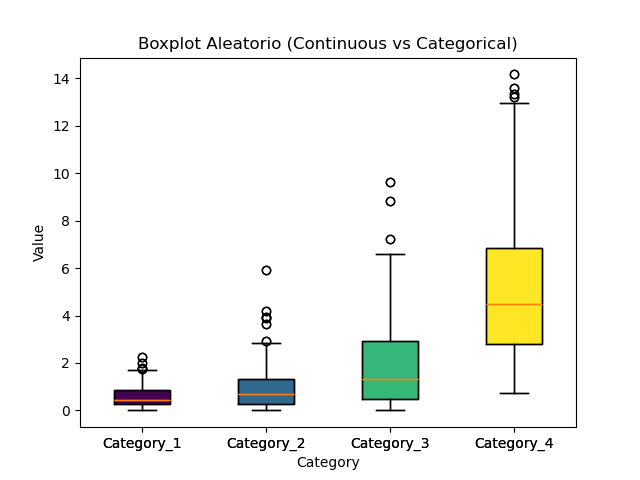 Boxplot Aleatorio (Continuous vs Categorical)
14
12
10
8
6
4
2
0
Value
Category_1 Category_2 Category_3 Category_4
Category